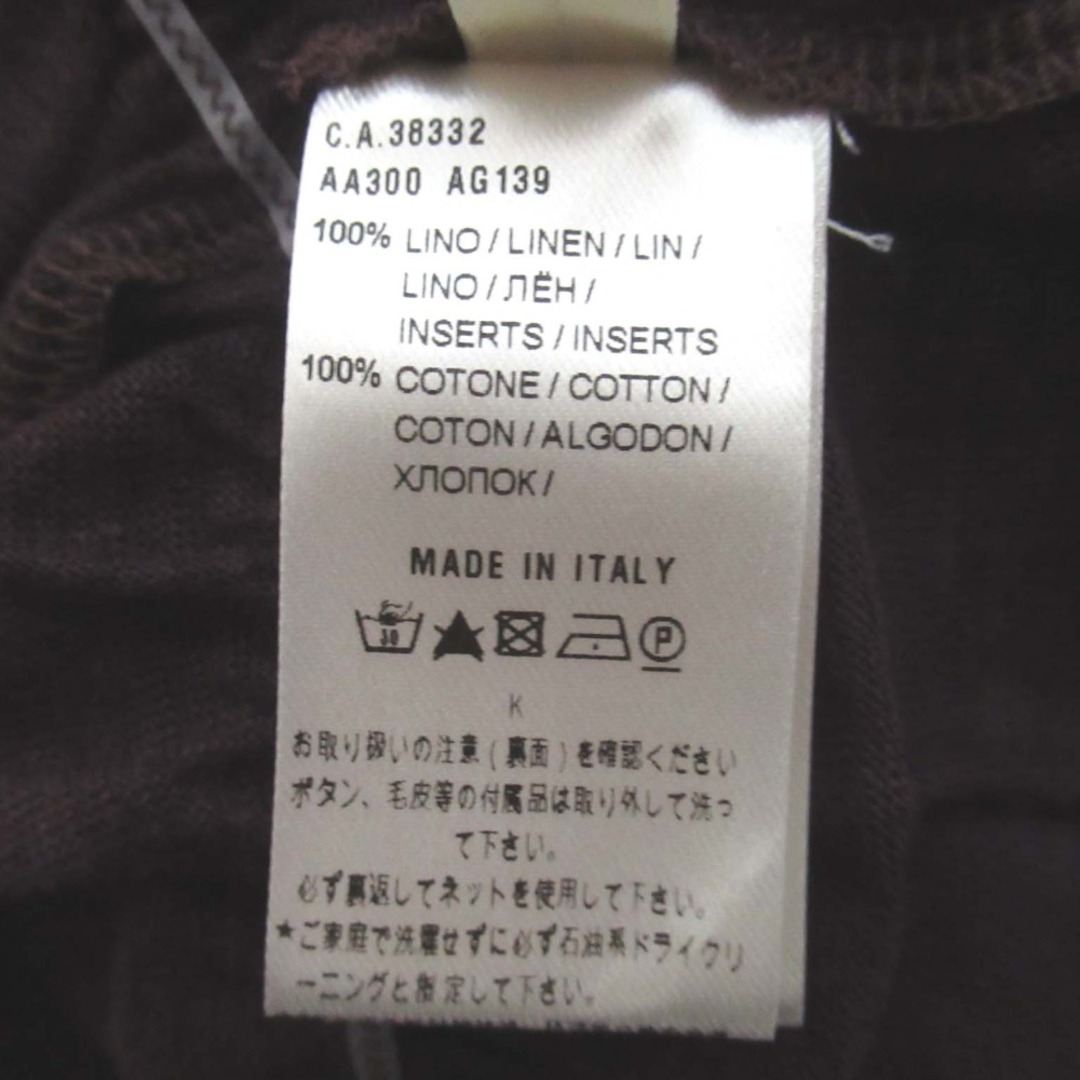 C.A.38332
AA300 AG139
100% LINO / LINEN / LIN /
LINO / ЛЁН /
INSERTS / INSERTS
100% COTONE / COTTON /
COTON / ALGODON /
ХЛОПОК /
MADE IN ITALY
30
P
K
お取り扱いの注意(裏面)を確認ください
ボタン、毛皮等の付属品は取り外して洗っ
て下さい。
必ず裏返してネットを使用して下さい。
★ご家庭で洗濯せずに必ず石油系ドライクリ
ーニングと指定して下さい。